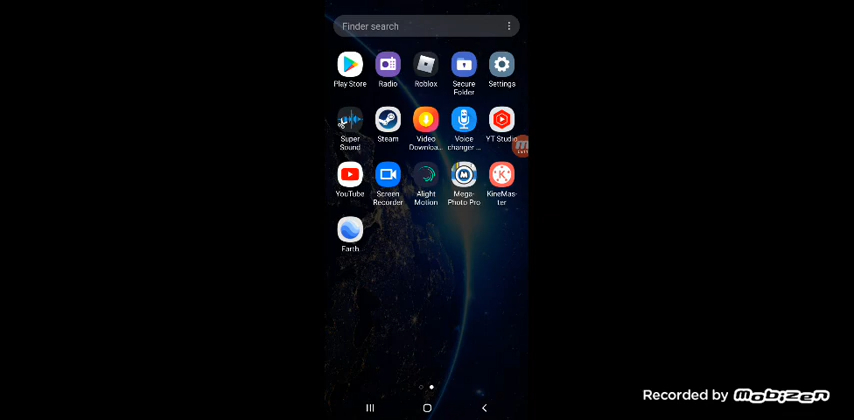 Finder search
Play Store
Radio
Roblox
Secure
Folder
Settings
Super
Sound
Steam
Video
Downloa...
Voice
changer ...
YT Studio
YouTube
Screen
Recorder
Alight
Motion
Mega-
Photo Pro
KineMas-
ter
Earth
Recorded by Mobizen